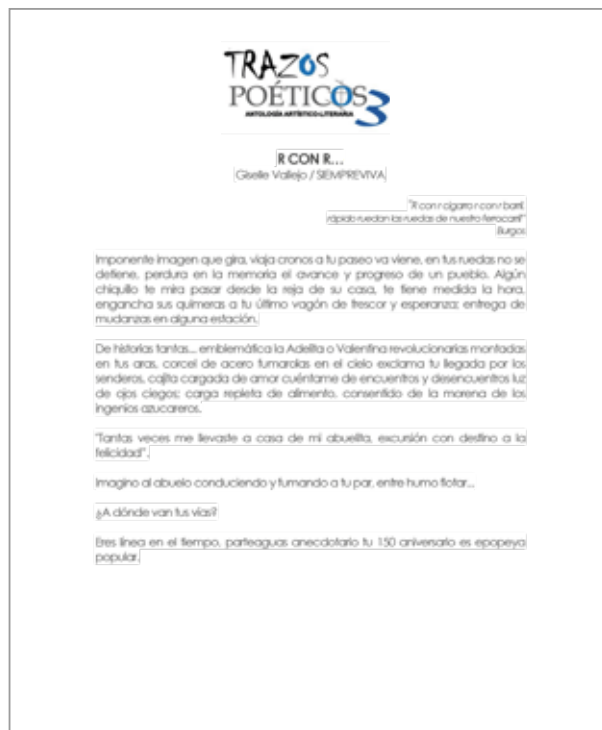 TRAZOS
POÉTICOS 3
ANTOLOGÍA ARTÍSTICO-LITERARIA
R CON R...
Giselle Vallejo / SIEMPREVIVA
"R con r cigarro r con r barril,
rápido ruedan las ruedas de nuestro ferrocarril"
Burgos
Imponente imagen que gira, viaja cronos a tu paseo va viene, en tus ruedas no se
detiene, perdura en la memoria el avance y progreso de un pueblo. Algún
chiquillo te mira pasar desde la reja de su casa, te tiene medida la hora,
engancha sus quimeras a tu último vagón de frescor y esperanza; entrega de
mudanzas en alguna estación.
De historias tantas... emblemática la Adelita o Valentina revolucionarias montadas
en tus aras, corcel de acero fumarolas en el cielo exclama tu llegada por los
senderos, cajita cargada de amor cuéntame de encuentros y desencuentros luz
de ojos ciegos; carga repleta de alimento, consentido de la morena de los
ingenios azucareros.
"Tantas veces me llevaste a casa de mi abuelita, excursión con destino a la
felicidad".
Imagino al abuelo conduciendo y fumando a tu par, entre humo flotar...
¿A dónde van tus vías?
Eres línea en el tiempo, parteaguas anecdotario tu 150 aniversario es epopeya
popular.